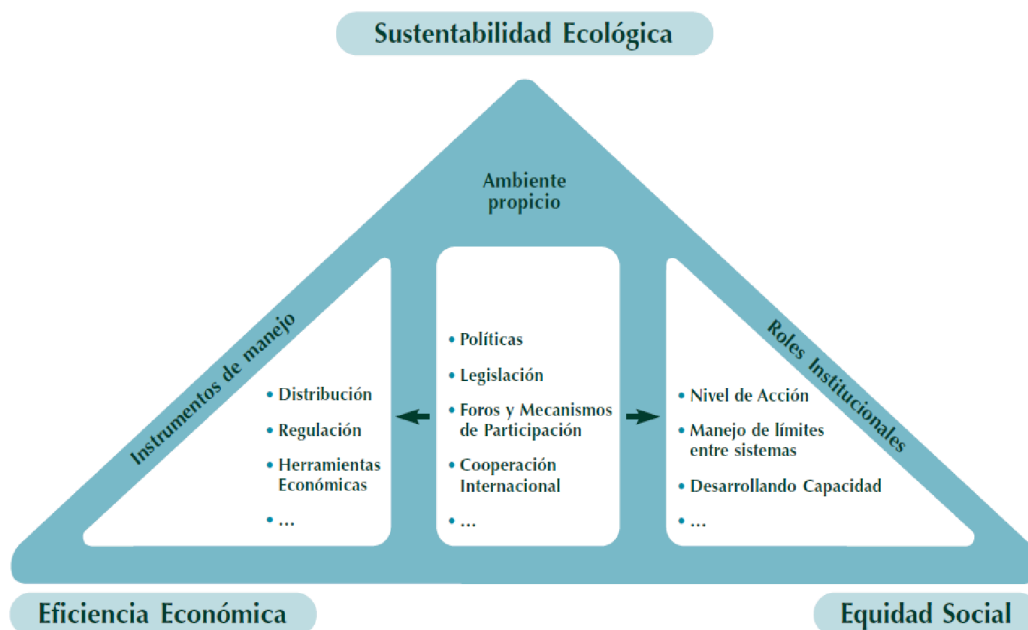 Sustentabilidad Ecológica
Ambiente
propicio
Instrumentos de manejo
• Distribución
• Regulación
• Herramientas
Económicas
• ...
• Políticas
• Legislación
• Foros y Mecanismos
de Participación
• Cooperación
Internacional
• ...
Roles Institucionales
• Nivel de Acción
• Manejo de límites
entre sistemas
• Desarrollando Capacidad
• ...
Eficiencia Económica
Equidad Social